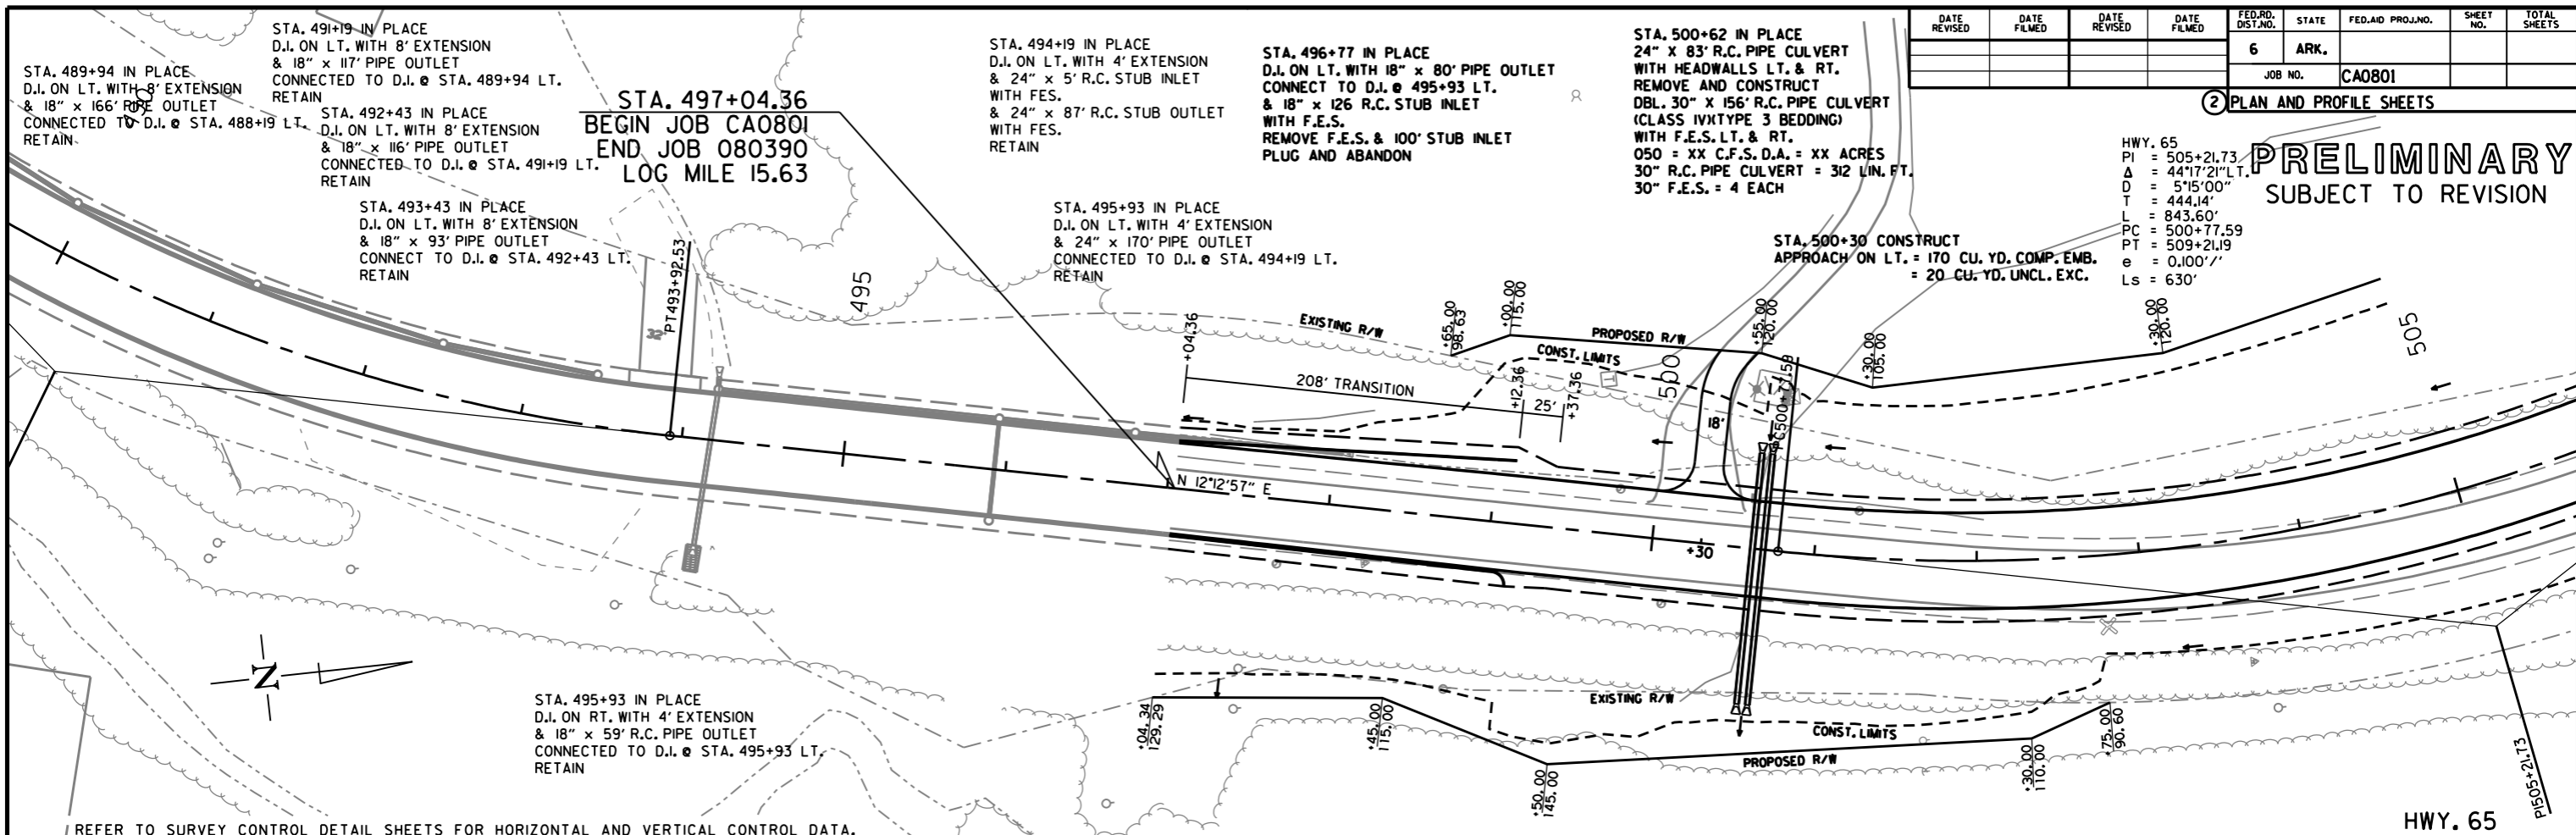 STA. 489+94 IN PLACE
D.I. ON LT. WITH 8' EXTENSION
& 18" x 166' PIPE OUTLET
CONNECTED TO D.I. @ STA. 488+19 LT.
RETAIN
490
STA. 491+19 IN PLACE
D.I. ON LT. WITH 8' EXTENSION
& 18" x 117' PIPE OUTLET
CONNECTED TO D.I. @ STA. 489+94 LT.
RETAIN
STA. 492+43 IN PLACE
D.I. ON LT. WITH 8' EXTENSION
& 18" x 116' PIPE OUTLET
CONNECTED TO D.I. @ STA. 491+19 LT.
RETAIN
STA. 493+43 IN PLACE
D.I. ON LT. WITH 8' EXTENSION
& 18" x 93' PIPE OUTLET
CONNECT TO D.I. @ STA. 492+43 LT.
RETAIN
STA. 497+04.36
BEGIN JOB CA0801
END JOB 080390
LOG MILE 15.63
STA. 494+19 IN PLACE
D.I. ON LT. WITH 4' EXTENSION
& 24" x 5' R.C. STUB INLET
WITH FES.
& 24" x 87' R.C. STUB OUTLET
WITH FES.
RETAIN
STA. 495+93 IN PLACE
D.I. ON LT. WITH 4' EXTENSION
& 24" x 170' PIPE OUTLET
CONNECTED TO D.I. @ STA. 494+19 LT.
RETAIN
STA. 496+77 IN PLACE
D.I. ON LT. WITH 18" x 80' PIPE OUTLET
CONNECT TO D.I. @ 495+93 LT.
& 18" x 126 R.C. STUB INLET
WITH F.E.S.
REMOVE F.E.S. & 100' STUB INLET
PLUG AND ABANDON
STA. 500+62 IN PLACE
24" X 83' R.C. PIPE CULVERT
WITH HEADWALLS LT. & RT.
REMOVE AND CONSTRUCT
DBL. 30" X 156' R.C. PIPE CULVERT
(CLASS IV)(TYPE 3 BEDDING)
WITH F.E.S. LT. & RT.
Q50 = XX C.F.S. D.A. = XX ACRES
30" R.C. PIPE CULVERT = 312 LIN. FT.
30" F.E.S. = 4 EACH
STA. 500+30 CONSTRUCT
APPROACH ON LT. = 170 CU. YD. COMP. EMB.
= 20 CU. YD. UNCL. EXC.
DATE REVISED
DATE FILMED
DATE REVISED
DATE FILMED
FED.RD. DIST.NO.
STATE
FED.AID PROJ.NO.
SHEET NO.
TOTAL SHEETS
6
ARK.
JOB NO.
CA0801
2 PLAN AND PROFILE SHEETS
PRELIMINARY
SUBJECT TO REVISION
HWY. 65
PI = 505+21.73
Δ = 44°17'21" LT.
D = 5°15'00"
T = 444.14'
L = 843.60'
PC = 500+77.59
PT = 509+21.19
e = 0.100'/'
Ls = 630'
32'
PT493+92.53
495
+04.36
208' TRANSITION
+12.36
25'
+37.36
EXISTING R/W
+65.00
98.63
+00.00
115.00
PROPOSED R/W
CONST. LIMITS
500
+55.00
120.00
18'
PC500+77.59
+30.00
105.00
+30.00
120.00
505
N 12°12'57" E
+30
N
STA. 495+93 IN PLACE
D.I. ON RT. WITH 4' EXTENSION
& 18" x 59' R.C. PIPE OUTLET
CONNECTED TO D.I. @ STA. 495+93 LT.
RETAIN
+04.34
129.29
+45.00
115.00
+50.00
145.00
EXISTING R/W
CONST. LIMITS
PROPOSED R/W
+30.00
110.00
+75.00
90.60
PI505+21.73
HWY. 65
REFER TO SURVEY CONTROL DETAIL SHEETS FOR HORIZONTAL AND VERTICAL CONTROL DATA.